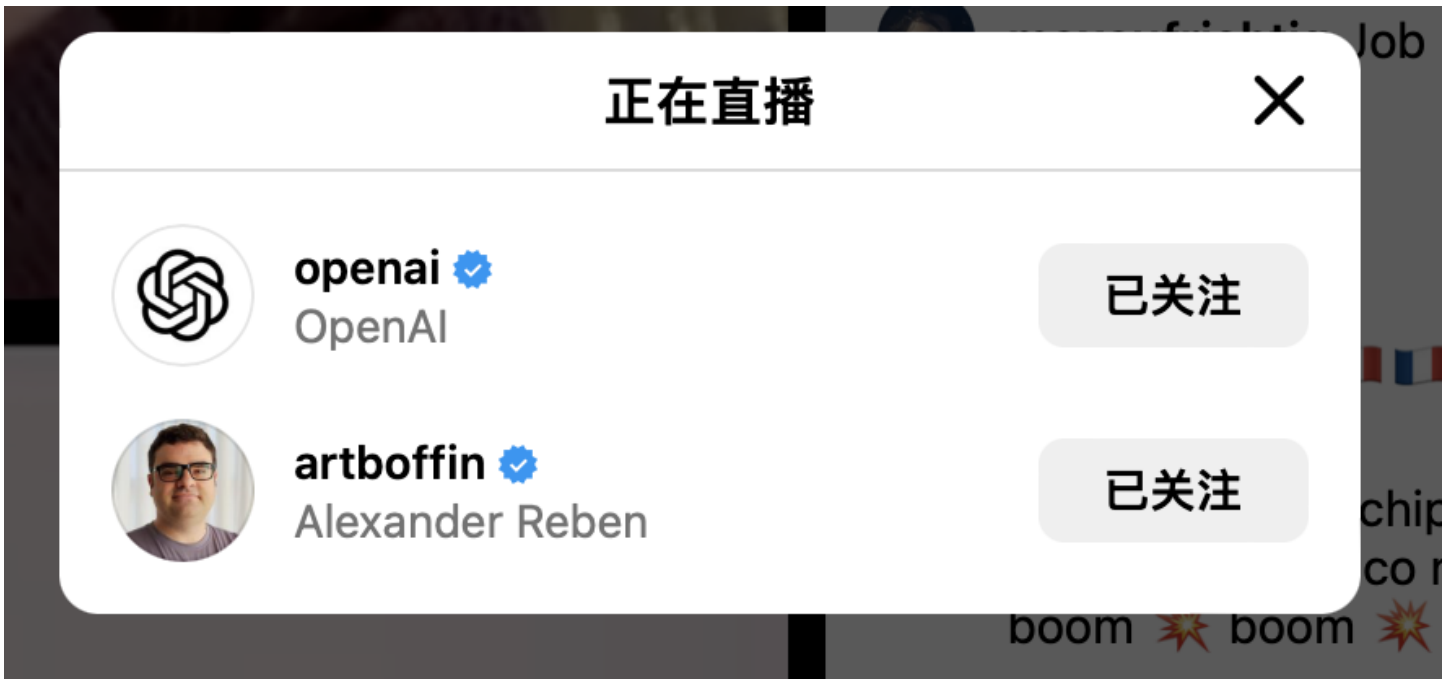 正在直播
openai
OpenAI
已关注
artboffin
Alexander Reben
已关注
Job
chip
co
boom 💥 boom 💥